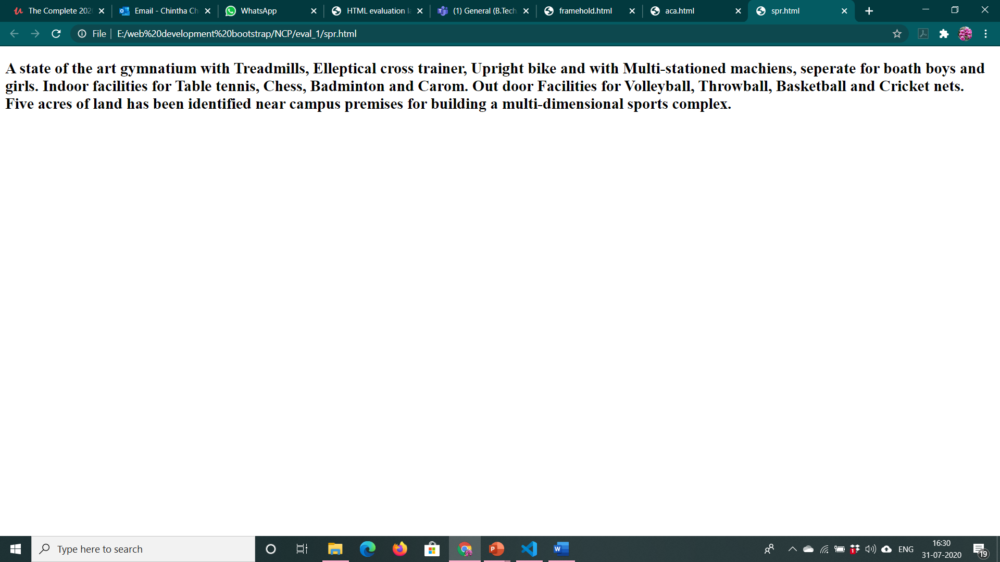 The Complete 202
Email - Chintha Ch
WhatsApp
HTML evaluation la
(1) General (B.Tech
framehold.html
aca.html
spr.html
File
E:/web%20development%20bootstrap/NCP/eval_1/spr.html
A state of the art gymnatium with Treadmills, Elleptical cross trainer, Upright bike and with Multi-stationed machiens, seperate for boath boys and
girls. Indoor facilities for Table tennis, Chess, Badminton and Carom. Out door Facilities for Volleyball, Throwball, Basketball and Cricket nets.
Five acres of land has been identified near campus premises for building a multi-dimensional sports complex.
Type here to search
1
ENG
16:30
31-07-2020
19